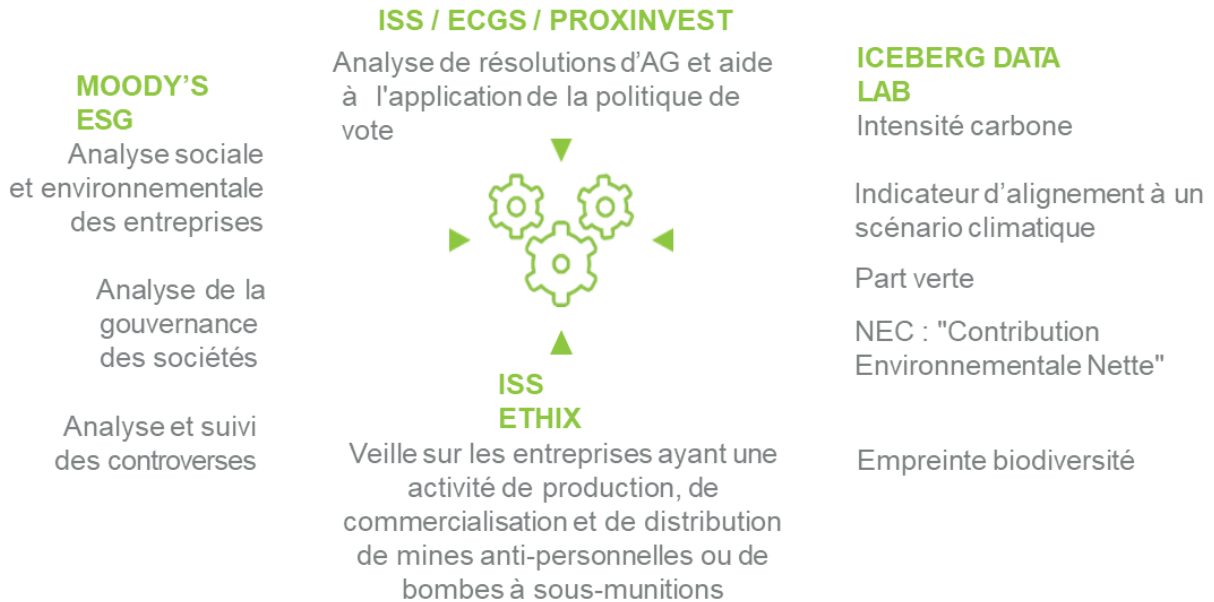 ISS / ECGS / PROXINVEST
Analyse de résolutions d'AG et aide
à l'application de la politique de
vote
MOODY'S
ESG
Analyse sociale
et environnementale
des entreprises
Analyse de la
gouvernance
des sociétés
Analyse et suivi
des controverses
ICEBERG DATA
LAB
Intensité carbone
Indicateur d'alignement à un
scénario climatique
Part verte
NEC : "Contribution
Environnementale Nette"
Empreinte biodiversité
ISS
ETHIX
Veille sur les entreprises ayant une
activité de production, de
commercialisation et de distribution
de mines anti-personnelles ou de
bombes à sous-munitions